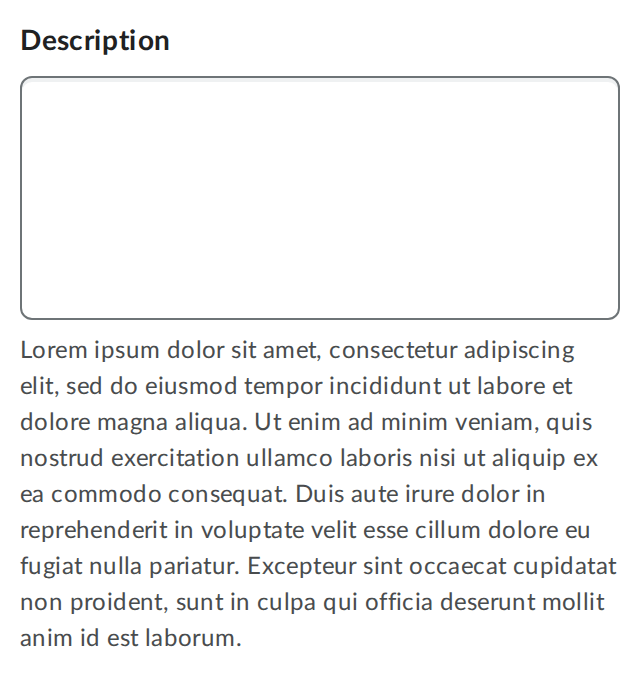 Description
Lorem ipsum dolor sit amet, consectetur adipiscing
elit, sed do eiusmod tempor incididunt ut labore et
dolore magna aliqua. Ut enim ad minim veniam, quis
nostrud exercitation ullamco laboris nisi ut aliquip ex
ea commodo consequat. Duis aute irure dolor in
reprehenderit in voluptate velit esse cillum dolore eu
fugiat nulla pariatur. Excepteur sint occaecat cupidatat
non proident, sunt in culpa qui officia deserunt mollit
anim id est laborum.